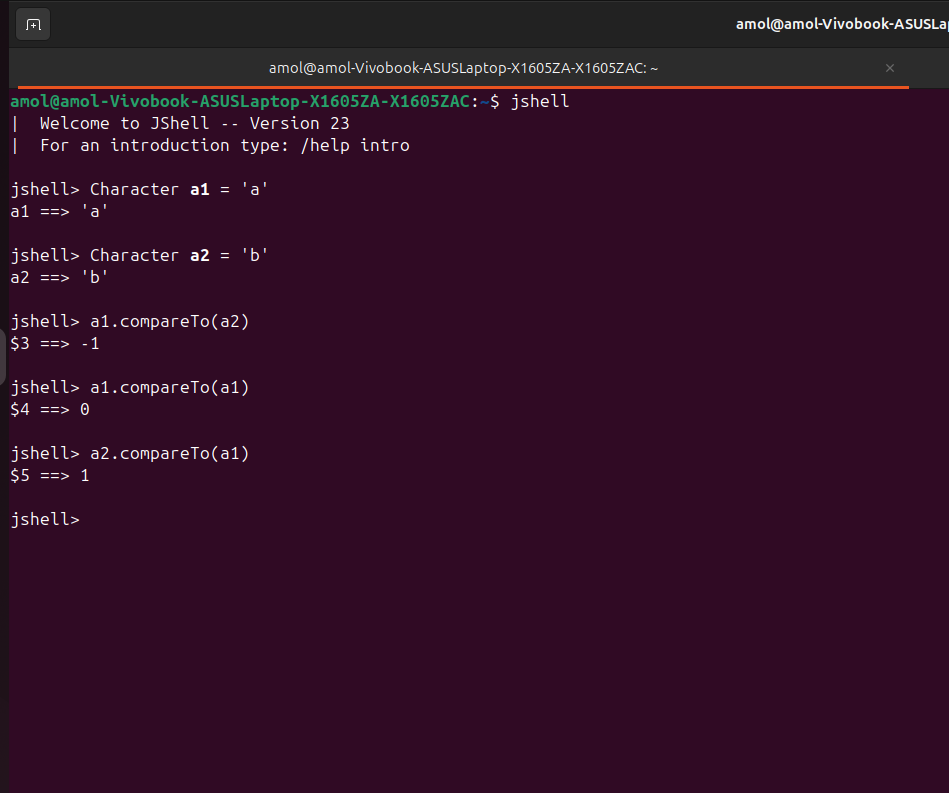 amol@amol-Vivobook-ASUSLa
amol@amol-Vivobook-ASUSLaptop-X1605ZA-X1605ZAC: ~
amol@amol-Vivobook-ASUSLaptop-X1605ZA-X1605ZAC:~$ jshell
|  Welcome to JShell -- Version 23
|  For an introduction type: /help intro
jshell> Character a1 = 'a'
a1 ==> 'a'
jshell> Character a2 = 'b'
a2 ==> 'b'
jshell> a1.compareTo(a2)
$3 ==> -1
jshell> a1.compareTo(a1)
$4 ==> 0
jshell> a2.compareTo(a1)
$5 ==> 1
jshell>